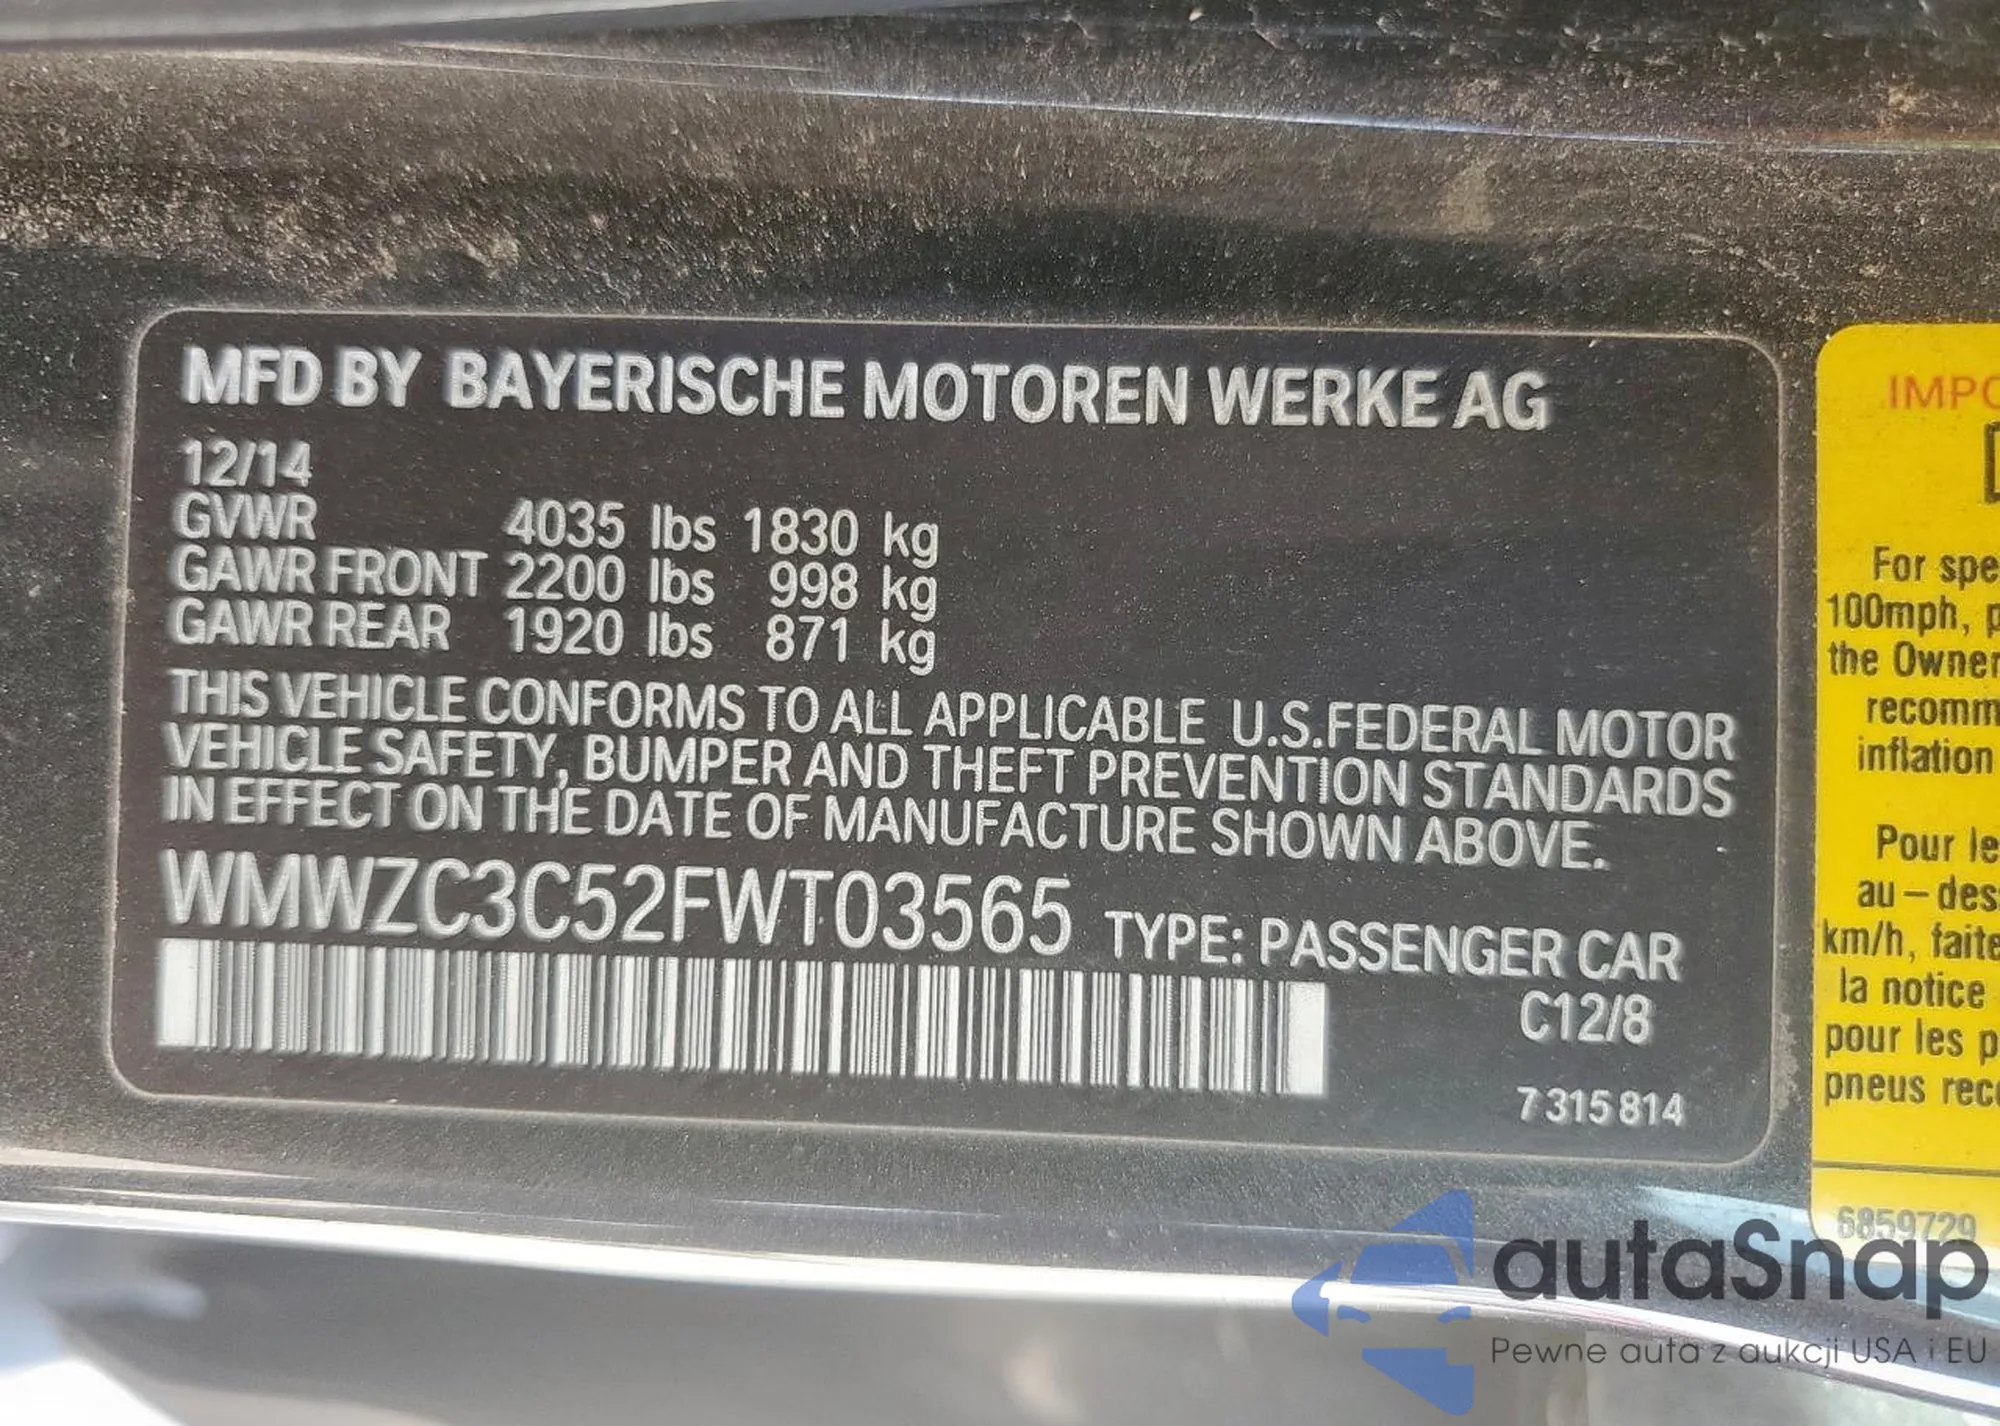 MFD BY BAYERISCHE MOTOREN WERKE AG
12/14
GVWR 4035 lbs 1830 kg
GAWR FRONT 2200 lbs 998 kg
GAWR REAR 1920 lbs 871 kg
THIS VEHICLE CONFORMS TO ALL APPLICABLE U.S.FEDERAL MOTOR
VEHICLE SAFETY, BUMPER AND THEFT PREVENTION STANDARDS
IN EFFECT ON THE DATE OF MANUFACTURE SHOWN ABOVE.
WMWZC3C52FWT03565 TYPE: PASSENGER CAR
C12/8
7 315 814
IMPO
For spe
100mph, p
the Owner
recomm
inflation
Pour le
au-des
km/h, faite
la notice
pour les p
pneus reco
6859729
autaSnap
Pewne auta z aukcji USA i EU